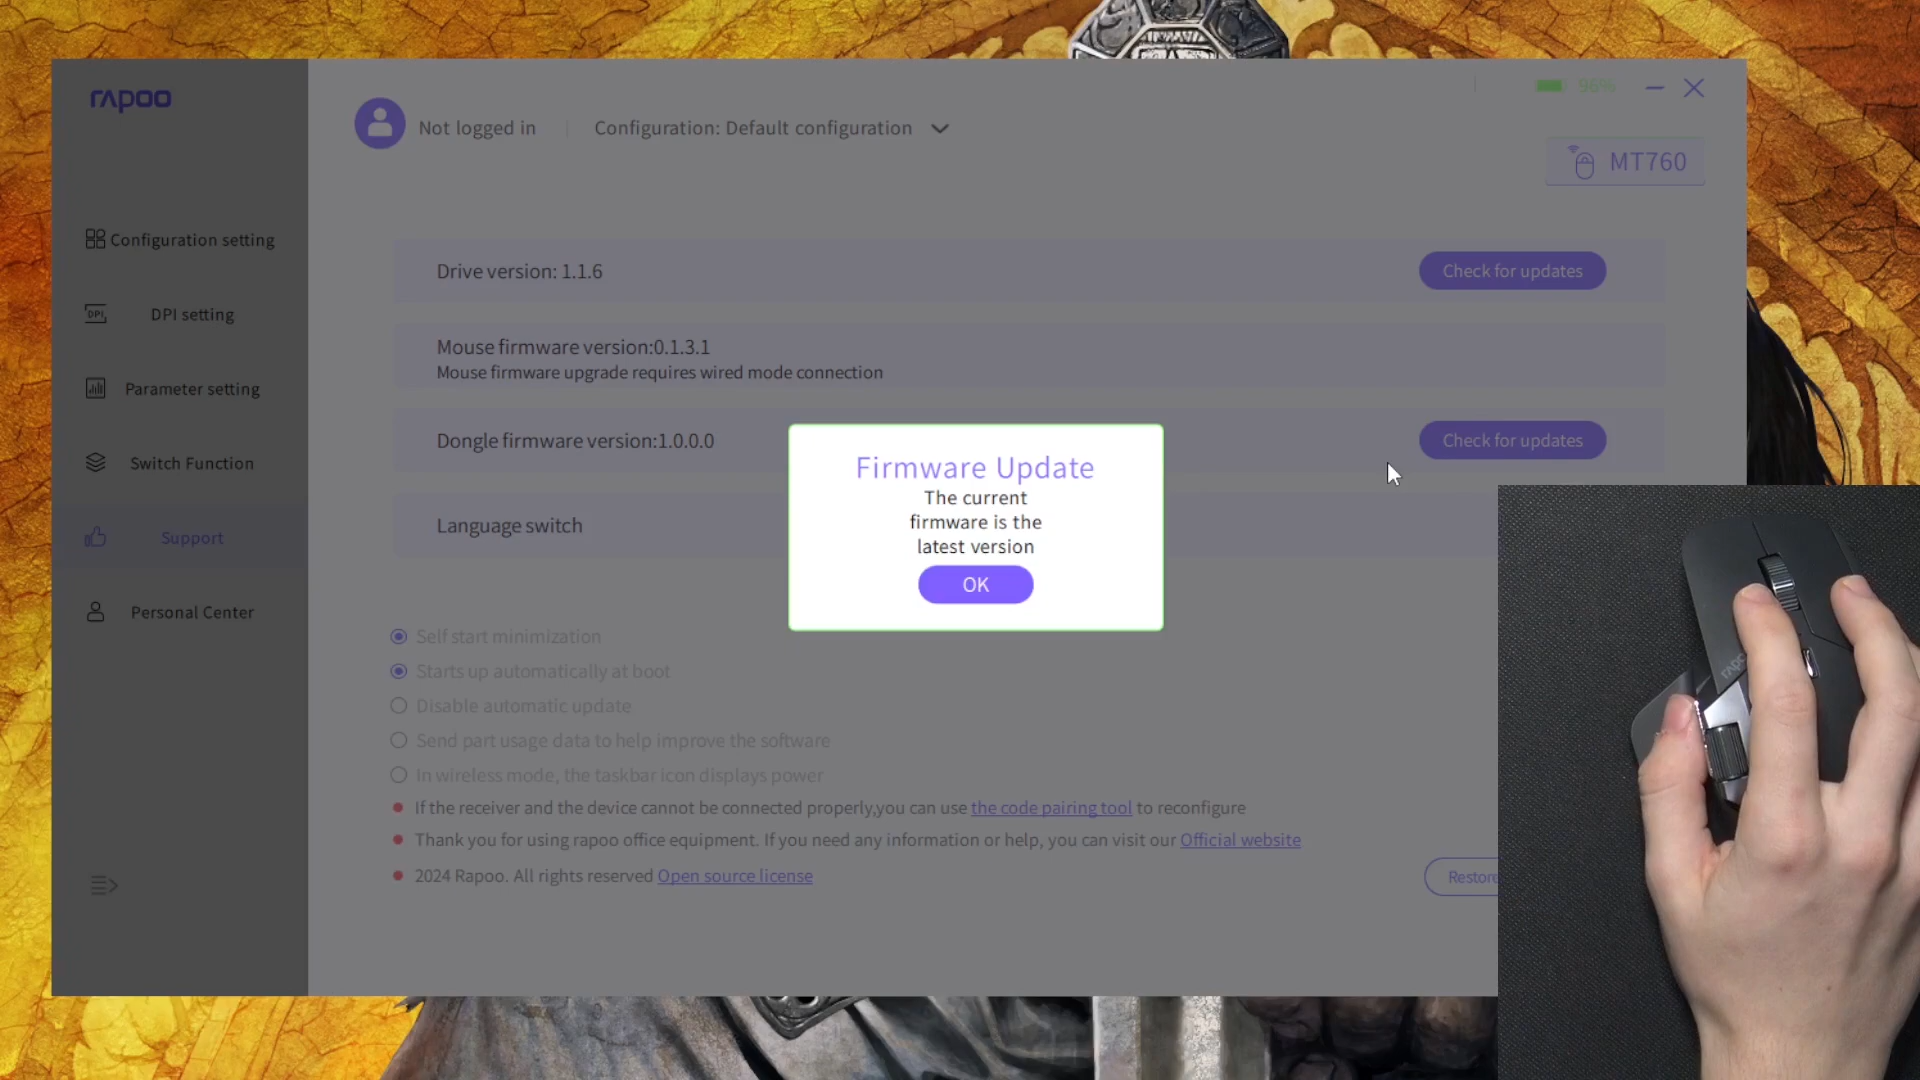 rapoo
Not logged in
Configuration: Default configuration
96%
MT760
Configuration setting
DPI
DPI setting
Parameter setting
Switch Function
Support
Personal Center
Drive version: 1.1.6
Check for updates
Mouse firmware version:0.1.3.1
Mouse firmware upgrade requires wired mode connection
Dongle firmware version:1.0.0.0
Check for updates
Language switch
Firmware Update
The current
firmware is the
latest version
OK
Self start minimization
Starts up automatically at boot
Disable automatic update
Send part usage data to help improve the software
In wireless mode, the taskbar icon displays power
If the receiver and the device cannot be connected properly,you can use the code pairing tool to reconfigure
Thank you for using rapoo office equipment. If you need any information or help, you can visit our Official website
2024 Rapoo. All rights reserved Open source license
Restore